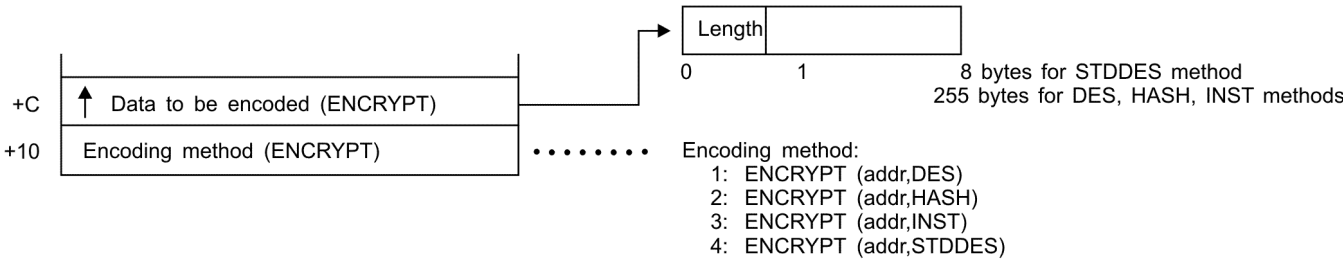 Length
0 1 8 bytes for STDDES method
255 bytes for DES, HASH, INST methods
+C Data to be encoded (ENCRYPT)
+10 Encoding method (ENCRYPT)
Encoding method:
1: ENCRYPT (addr,DES)
2: ENCRYPT (addr,HASH)
3: ENCRYPT (addr,INST)
4: ENCRYPT (addr,STDDES)